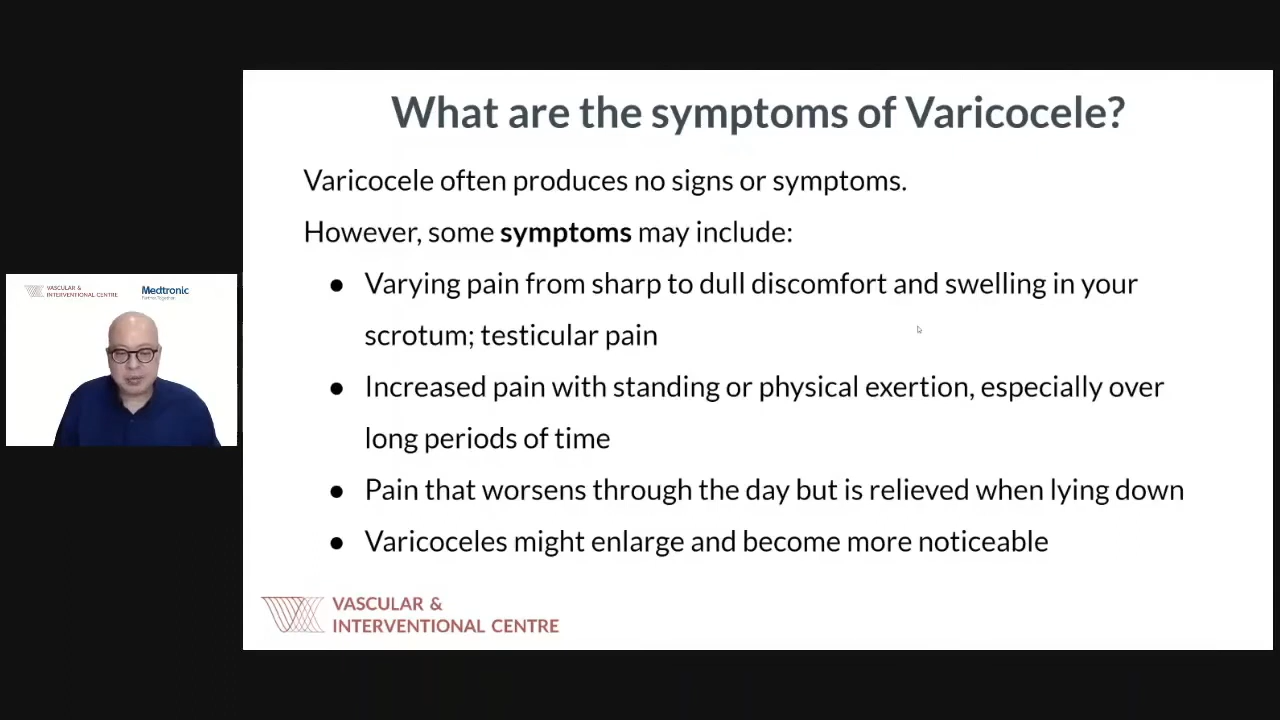 What are the symptoms of Varicocele?
Varicocele often produces no signs or symptoms.
However, some symptoms may include:
● Varying pain from sharp to dull discomfort and swelling in your
scrotum; testicular pain
● Increased pain with standing or physical exertion, especially over
long periods of time
● Pain that worsens through the day but is relieved when lying down
● Varicoceles might enlarge and become more noticeable
VASCULAR &
INTERVENTIONAL CENTRE
VASCULAR &
INTERVENTIONAL CENTRE
Medtronic